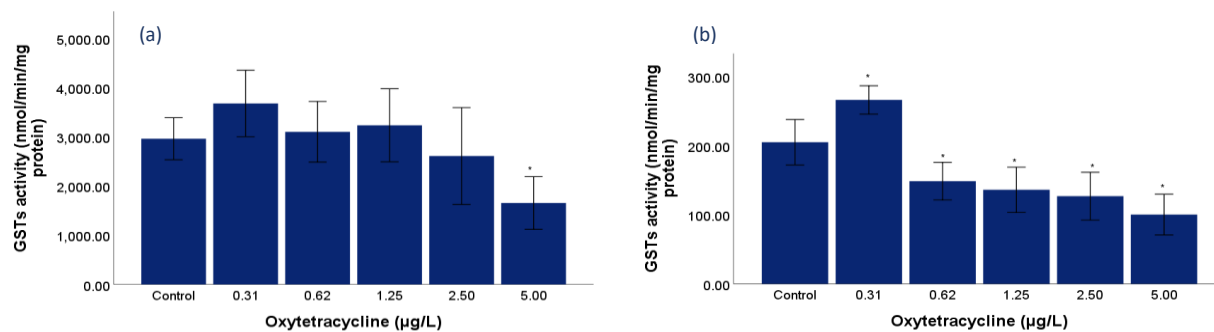 (a)
GSTs activity (nmol/min/mg
protein)
5,000.00
4,000.00
3,000.00
2,000.00
1,000.00
0.00
*
Control 0.31 0.62 1.25 2.50 5.00
Oxytetracycline (µg/L)
(b)
GSTs activity (nmol/min/mg
protein)
300.00
200.00
100.00
0.00
* * * * *
Control 0.31 0.62 1.25 2.50 5.00
Oxytetracycline (µg/L)